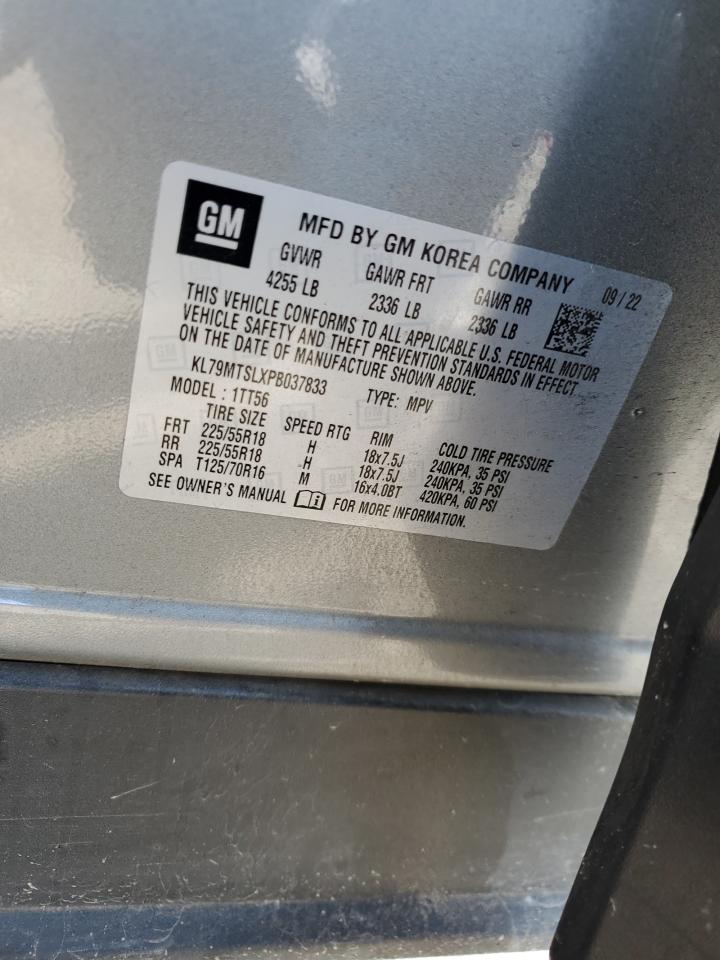 GM
MFD BY GM KOREA COMPANY 09/22
GVWR GAWR FRT GAWR RR
4255 LB 2336 LB 2336 LB
THIS VEHICLE CONFORMS TO ALL APPLICABLE U.S. FEDERAL MOTOR
VEHICLE SAFETY AND THEFT PREVENTION STANDARDS IN EFFECT
ON THE DATE OF MANUFACTURE SHOWN ABOVE.
KL79MTSLXPB037833 TYPE: MPV
MODEL : 1TT56
TIRE SIZE SPEED RTG RIM COLD TIRE PRESSURE
FRT 225/55R18 H 18x7.5J 240KPA, 35 PSI
RR 225/55R18 H 18x7.5J 240KPA, 35 PSI
SPA T125/70R16 M 16x4.0BT 420KPA, 60 PSI
SEE OWNER'S MANUAL FOR MORE INFORMATION.